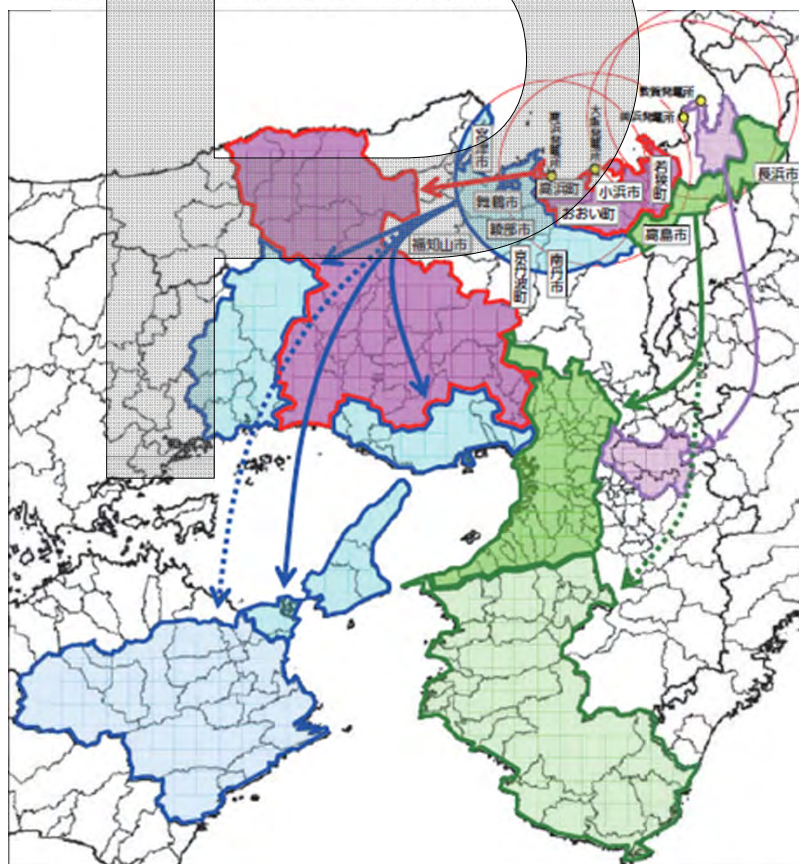 敦賀発電所
美浜発電所
大飯発電所
高浜発電所
宮津市
若狭町
長浜市
高浜町
小浜市
舞鶴市
おおい町
綾部市
高島市
福知山市
京丹波町
南丹市